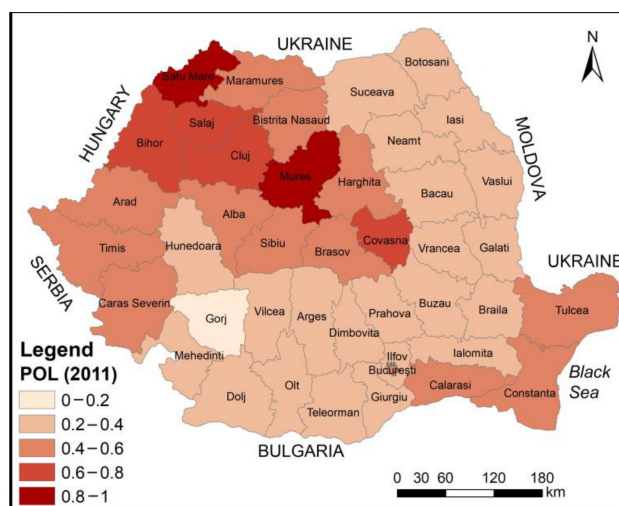 UKRAINE
N
Botosani
Satu Mare
Maramures
Suceava
HUNGARY
Salaj
Bistrita Nasaud
Iasi
MOLDOVA
Bihor
Cluj
Neamt
Mures
Harghita
Vaslui
Bacau
Arad
Alba
Covasna
Timis
Hunedoara
Sibiu
Brasov
Vrancea
Galati
SERBIA
UKRAINE
Caras Severin
Gorj
Vilcea
Arges
Prahova
Buzau
Braila
Tulcea
Dimbovita
Legend
POL (2011)
Mehedinti
Ilfov
Ialomita
Bucureşti
Black
Sea
0–0.2
Dolj
Olt
Teleorman
Giurgiu
Calarasi
Constanta
0.2–0.4
0.4–0.6
BULGARIA
0.6–0.8
0.8–1
0 30 60 120 180
km